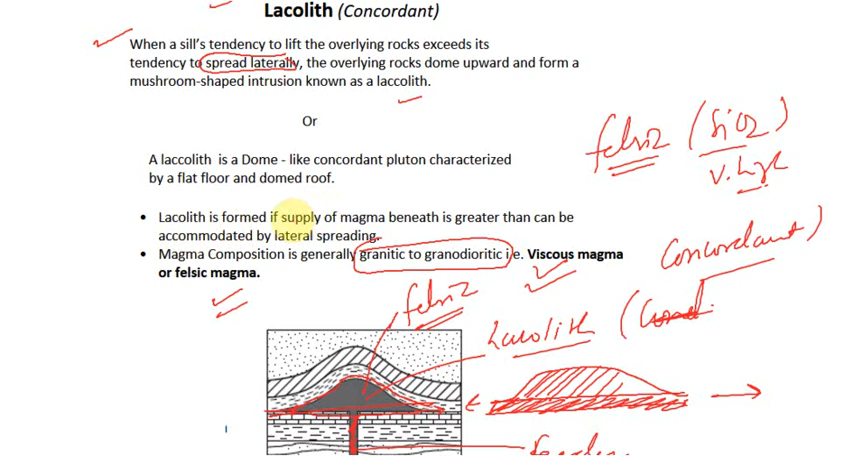 Lacolith (Concordant)
When a sill's tendency to lift the overlying rocks exceeds its
tendency to spread laterally, the overlying rocks dome upward and form a
mushroom-shaped intrusion known as a laccolith.
Or
A laccolith is a Dome - like concordant pluton characterized
by a flat floor and domed roof.
felsic (SiO2)
v. high
• Lacolith is formed if supply of magma beneath is greater than can be
accommodated by lateral spreading.
• Magma Composition is generally granitic to granodioritic i.e. Viscous magma
or felsic magma.
Concordant)
felsic
Lacolith (